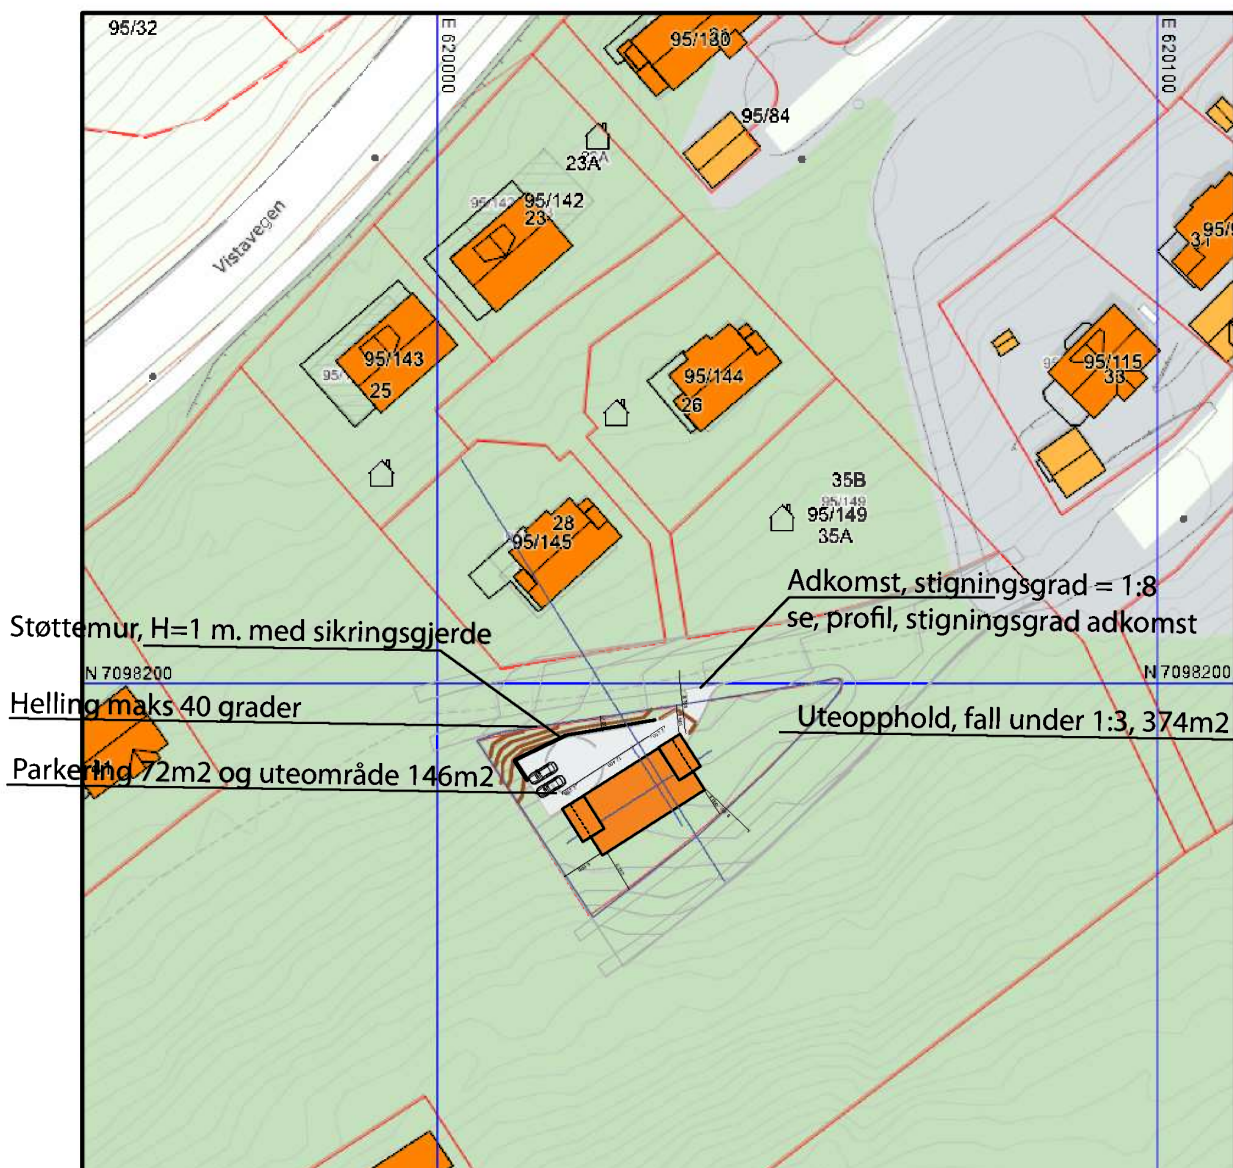 95/32
E 620000
E 620100
95/130
95/84
23A
95/142
95/142
23
Vistavegen
95/143
25
95/144
26
95/115
33
31
35B
95/149
95/149
35A
28
95/145
Adkomst, stigningsgrad = 1:8
se, profil, stigningsgrad adkomst
Støttemur, H=1 m. med sikringsgjerde
N 7098200
N 7098200
Helling maks 40 grader
Uteopphold, fall under 1:3, 374m2
Parkering 72m2 og uteområde 146m2